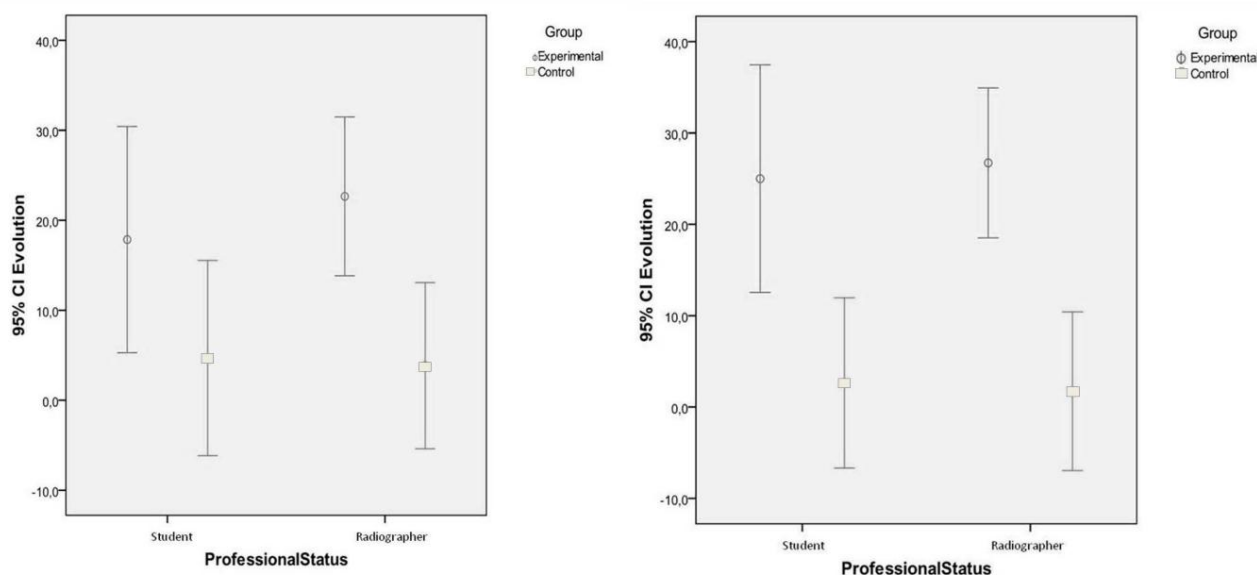 Group
Experimental
Control
40,0
30,0
20,0
10,0
0,0
-10,0
95% CI Evolution
Student Radiographer
ProfessionalStatus
Group
Experimental
Control
40,0
30,0
20,0
10,0
0,0
-10,0
95% CI Evolution
Student Radiographer
ProfessionalStatus